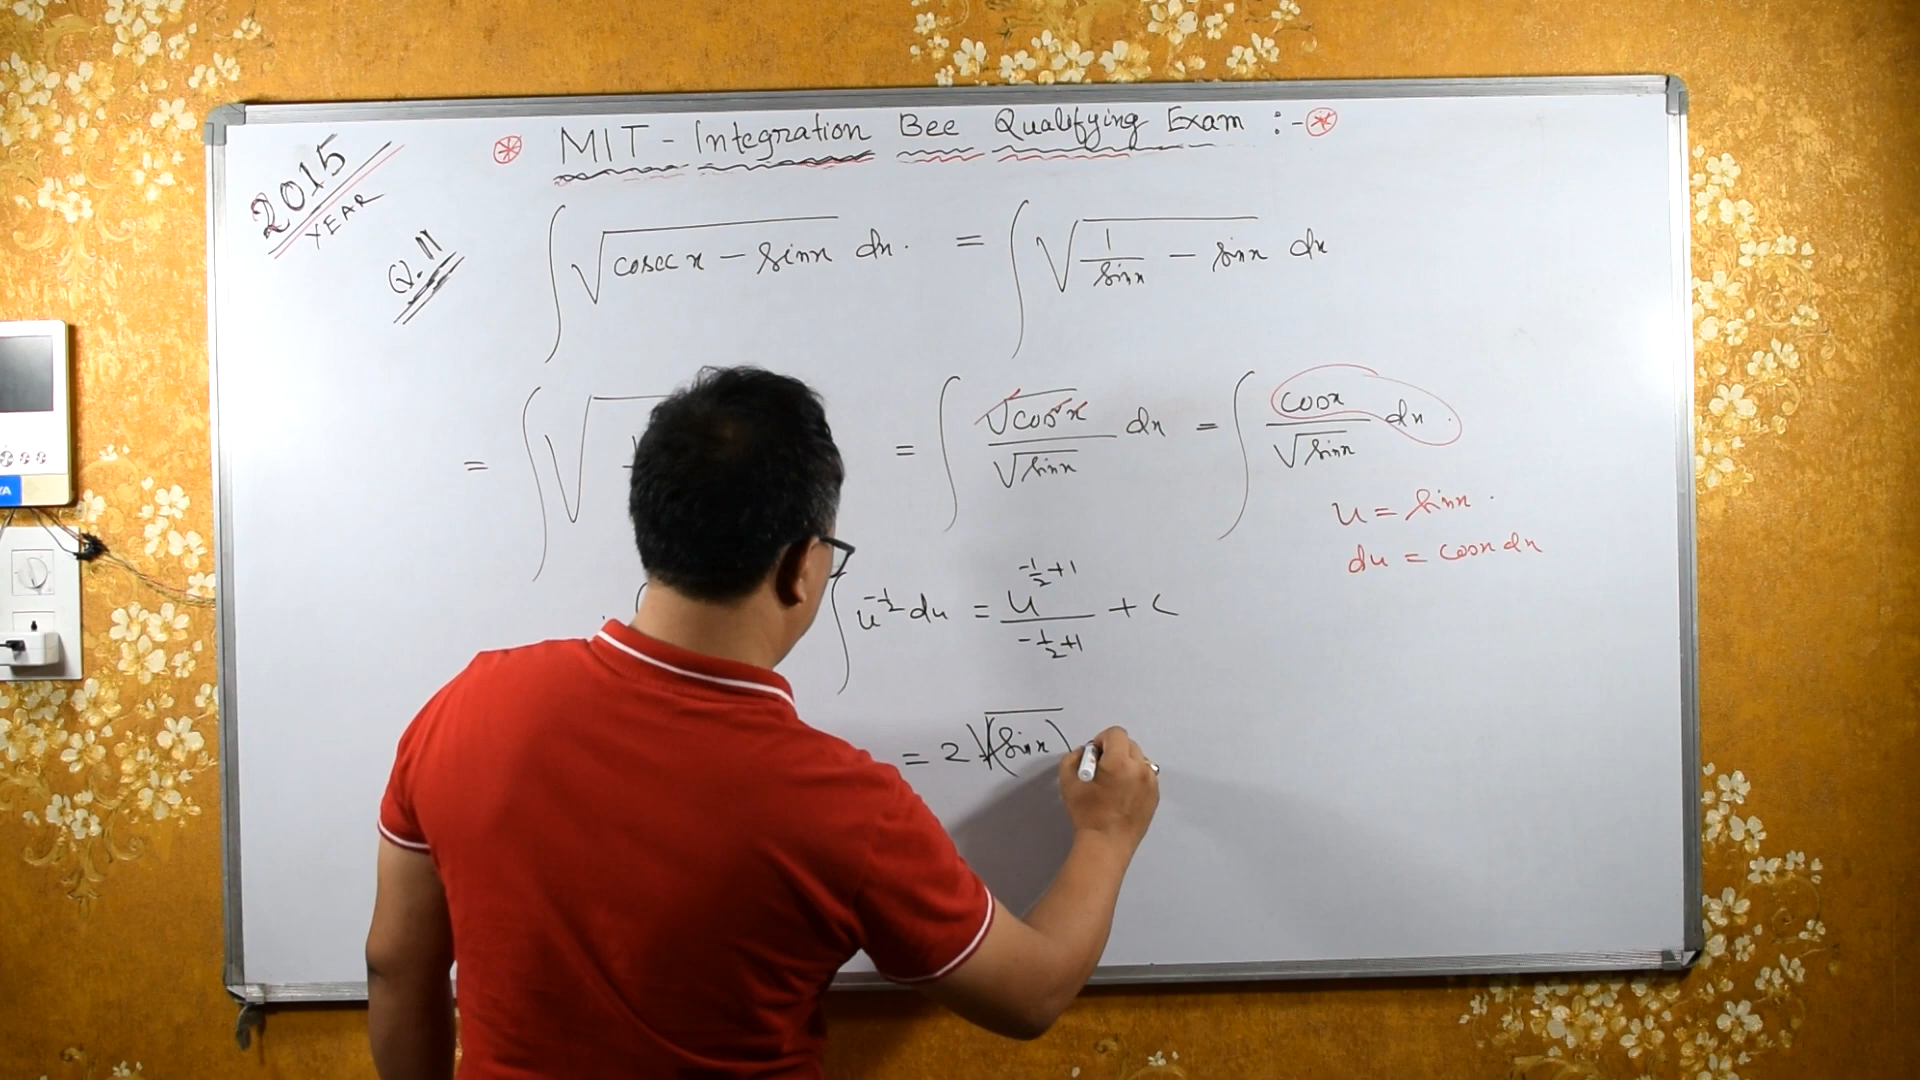 2015
YEAR
MIT - Integration Bee Qualifying Exam :-
Q.11
∫ √(cosec x - sin x) dx. = ∫ √(1/sin x - sin x) dx
= ∫ √ = ∫ √cos²x / √sin x dx = ∫ cos x / √sin x dx.
u = sin x.
du = cos x dx
∫ u^(-1/2) du = u^(-1/2+1) / (-1/2+1) + c
= 2 √(sin x)